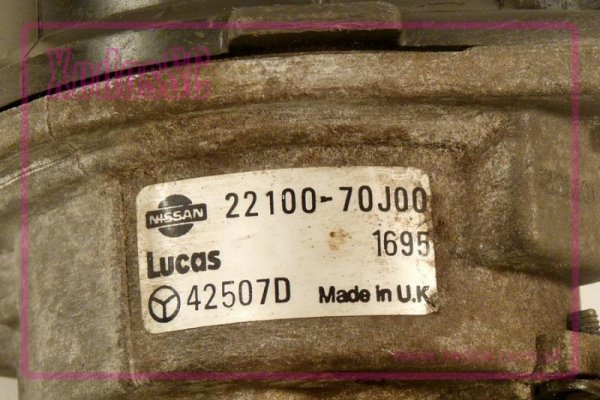 NISSAN 22100-70J00
1695
Lucas
42507D Made in U.K